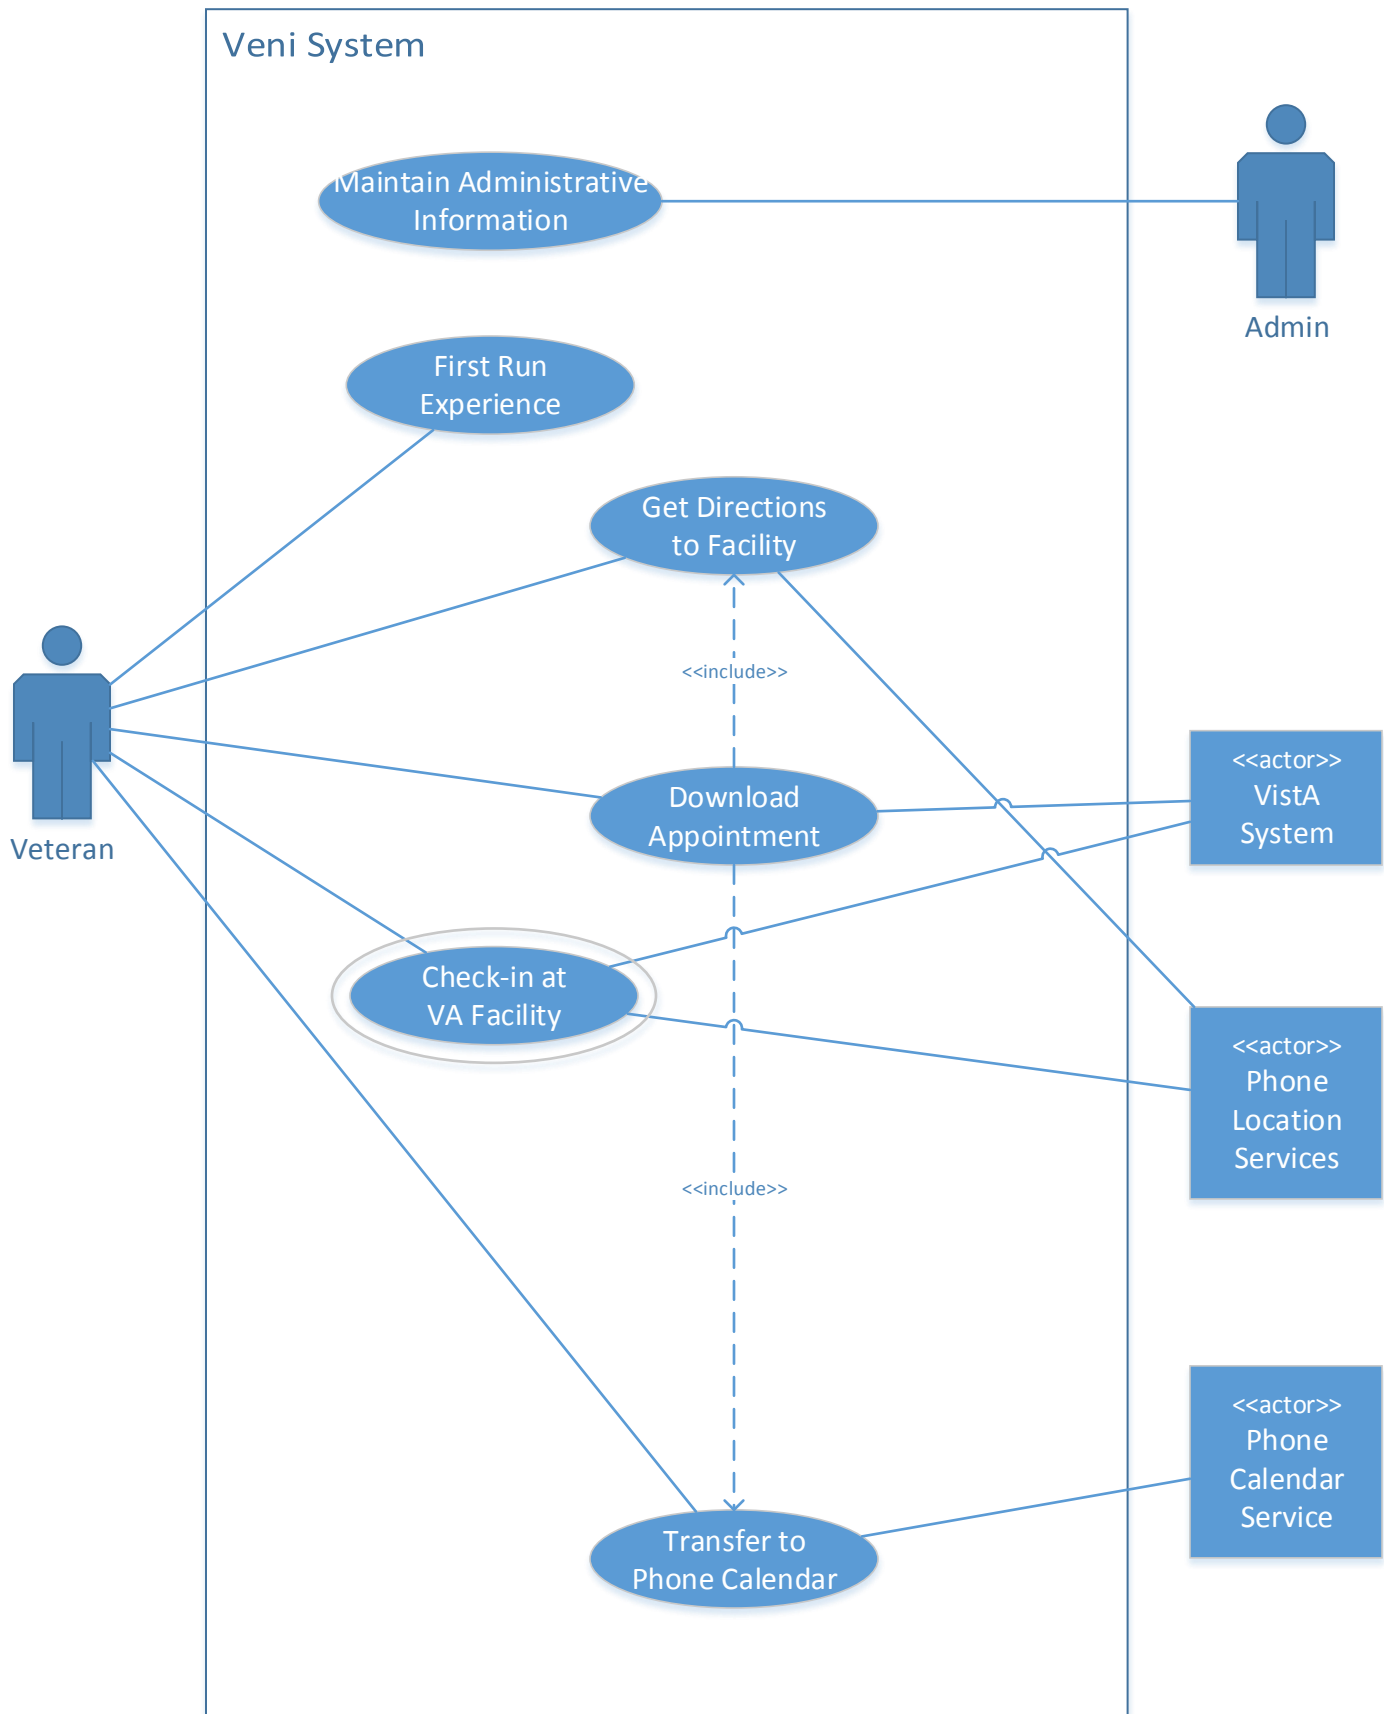 Veni System
Maintain Administrative
Information
Admin
First Run
Experience
Get Directions
to Facility
<<include>>
Veteran
Download
Appointment
<<actor>>
VistA
System
Check-in at
VA Facility
<<actor>>
Phone
Location
Services
<<include>>
<<actor>>
Phone
Calendar
Service
Transfer to
Phone Calendar